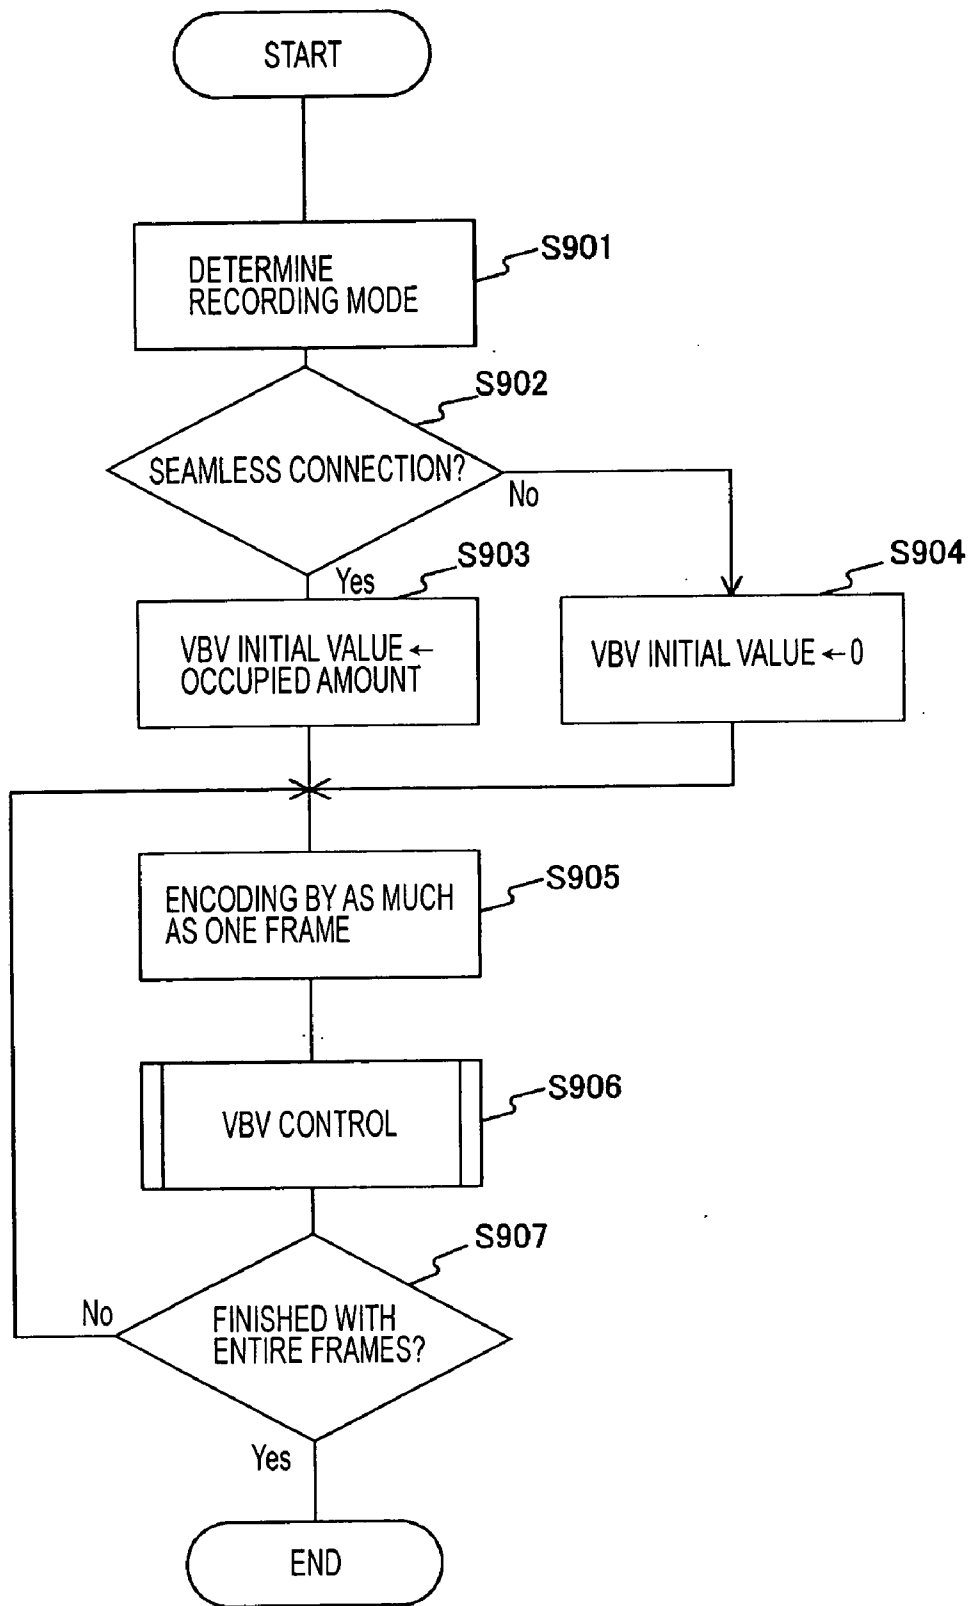 START
DETERMINE
RECORDING MODE
S901
S902
SEAMLESS CONNECTION?
No
Yes
S903
S904
VBV INITIAL VALUE ←
OCCUPIED AMOUNT
VBV INITIAL VALUE ← 0
ENCODING BY AS MUCH
AS ONE FRAME
S905
VBV CONTROL
S906
S907
No
FINISHED WITH
ENTIRE FRAMES?
Yes
END